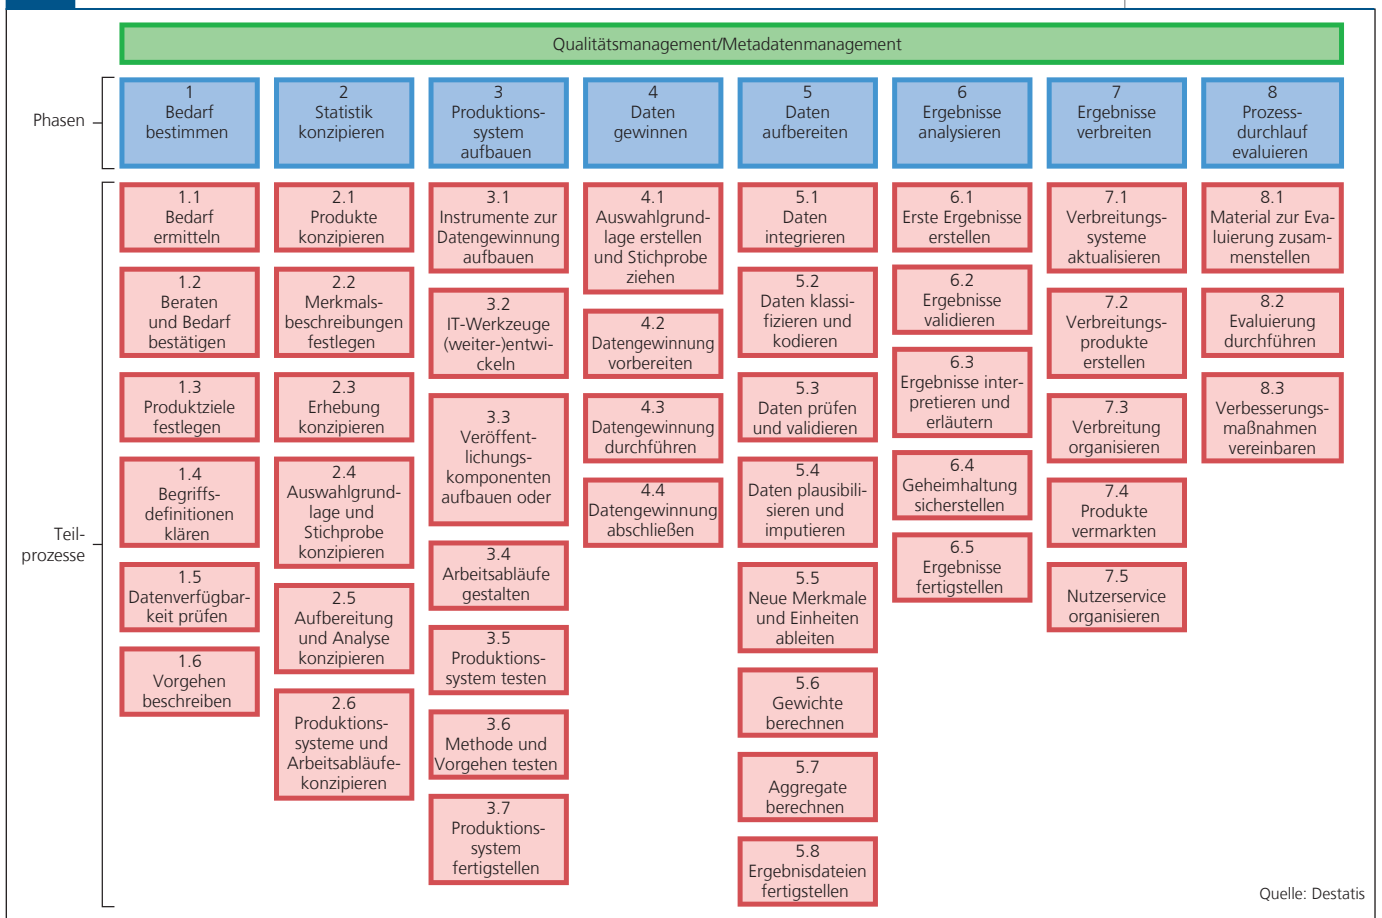 Qualitätsmanagement/Metadatenmanagement
Phasen
1
Bedarf
bestimmen
2
Statistik
konzipieren
3
Produktions-
system
aufbauen
4
Daten
gewinnen
5
Daten
aufbereiten
6
Ergebnisse
analysieren
7
Ergebnisse
verbreiten
8
Prozess-
durchlauf
evaluieren
Teil-
prozesse
1.1
Bedarf
ermitteln
1.2
Beraten
und Bedarf
bestätigen
1.3
Produktziele
festlegen
1.4
Begriffs-
definitionen
klären
1.5
Datenverfügbar-
keit prüfen
1.6
Vorgehen
beschreiben
2.1
Produkte
konzipieren
2.2
Merkmals-
beschreibungen
festlegen
2.3
Erhebung
konzipieren
2.4
Auswahlgrund-
lage und
Stichprobe
konzipieren
2.5
Aufbereitung
und Analyse
konzipieren
2.6
Produktions-
systeme und
Arbeitsabläufe-
konzipieren
3.1
Instrumente zur
Datengewinnung
aufbauen
3.2
IT-Werkzeuge
(weiter-)entwi-
ckeln
3.3
Veröffent-
lichungs-
komponenten
aufbauen oder
3.4
Arbeitsabläufe
gestalten
3.5
Produktions-
system testen
3.6
Methode und
Vorgehen testen
3.7
Produktions-
system
fertigstellen
4.1
Auswahlgrund-
lage erstellen
und Stichprobe
ziehen
4.2
Datengewinnung
vorbereiten
4.3
Datengewinnung
durchführen
4.4
Datengewinnung
abschließen
5.1
Daten
integrieren
5.2
Daten klassi-
fizieren und
kodieren
5.3
Daten prüfen
und validieren
5.4
Daten plausibili-
sieren und
imputieren
5.5
Neue Merkmale
und Einheiten
ableiten
5.6
Gewichte
berechnen
5.7
Aggregate
berechnen
5.8
Ergebnisdateien
fertigstellen
6.1
Erste Ergebnisse
erstellen
6.2
Ergebnisse
validieren
6.3
Ergebnisse inter-
pretieren und
erläutern
6.4
Geheimhaltung
sicherstellen
6.5
Ergebnisse
fertigstellen
7.1
Verbreitungs-
systeme
aktualisieren
7.2
Verbreitungs-
produkte
erstellen
7.3
Verbreitung
organisieren
7.4
Produkte
vermarkten
7.5
Nutzerservice
organisieren
8.1
Material zur Eva-
luierung zusam-
menstellen
8.2
Evaluierung
durchführen
8.3
Verbesserungs-
maßnahmen
vereinbaren
Quelle: Destatis